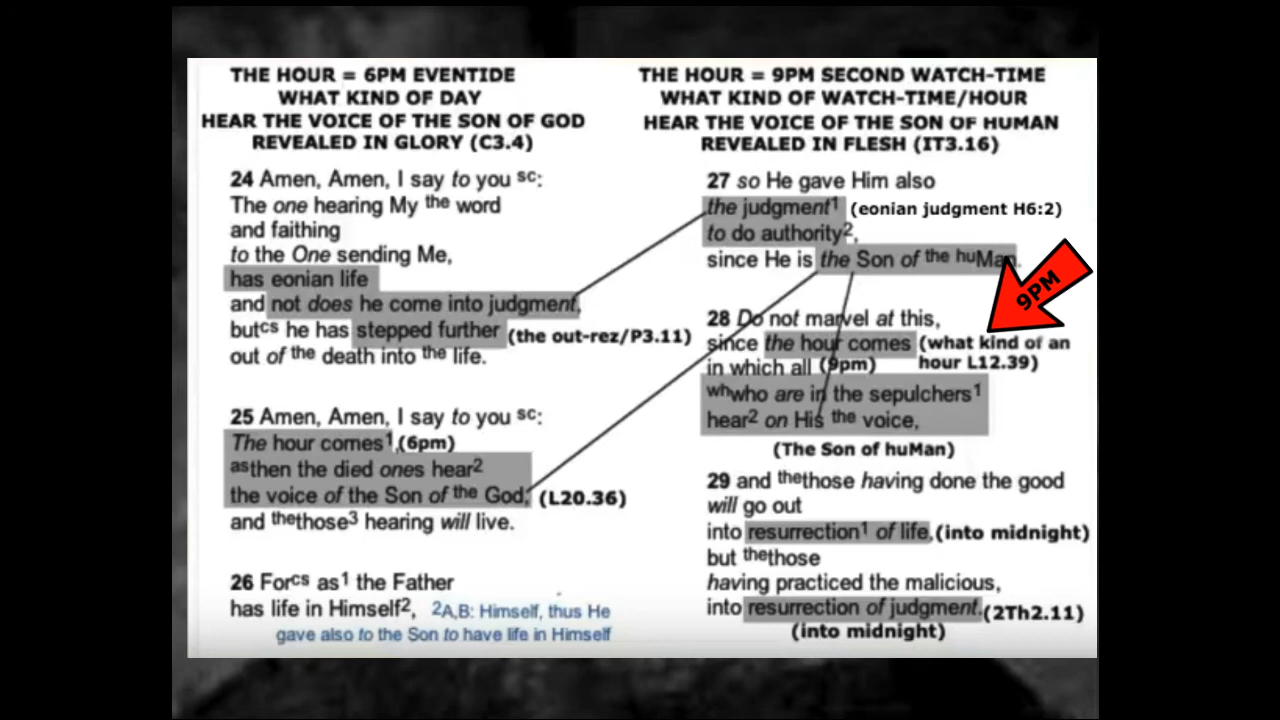 THE HOUR = 6PM EVENTIDE
WHAT KIND OF DAY
HEAR THE VOICE OF THE SON OF GOD
REVEALED IN GLORY (C3.4)
24 Amen, Amen, I say to you sc:
The one hearing My the word
and faithing
to the One sending Me,
has eonian life
and not does he come into judgment,
butcs he has stepped further (the out-rez/P3.11)
out of the death into the life.
25 Amen, Amen, I say to you sc:
The hour comes1,(6pm)
asthen the died ones hear2
the voice of the Son of the God, (L20.36)
and thethose3 hearing will live.
26 Forcs as1 the Father
has life in Himself2, 2A,B: Himself, thus He
gave also to the Son to have life in Himself
THE HOUR = 9PM SECOND WATCH-TIME
WHAT KIND OF WATCH-TIME/HOUR
HEAR THE VOICE OF THE SON OF HUMAN
REVEALED IN FLESH (IT3.16)
27 so He gave Him also
the judgment1 (eonian judgment H6:2)
to do authority2,
since He is the Son of the huMan.
9PM
28 Do not marvel at this,
since the hour comes (what kind of an
in which all (9pm) hour L12.39)
whwho are in the sepulchers1
hear2 on His the voice,
(The Son of huMan)
29 and thethose having done the good
will go out
into resurrection1 of life,(into midnight)
but thethose
having practiced the malicious,
into resurrection of judgment.(2Th2.11)
(into midnight)